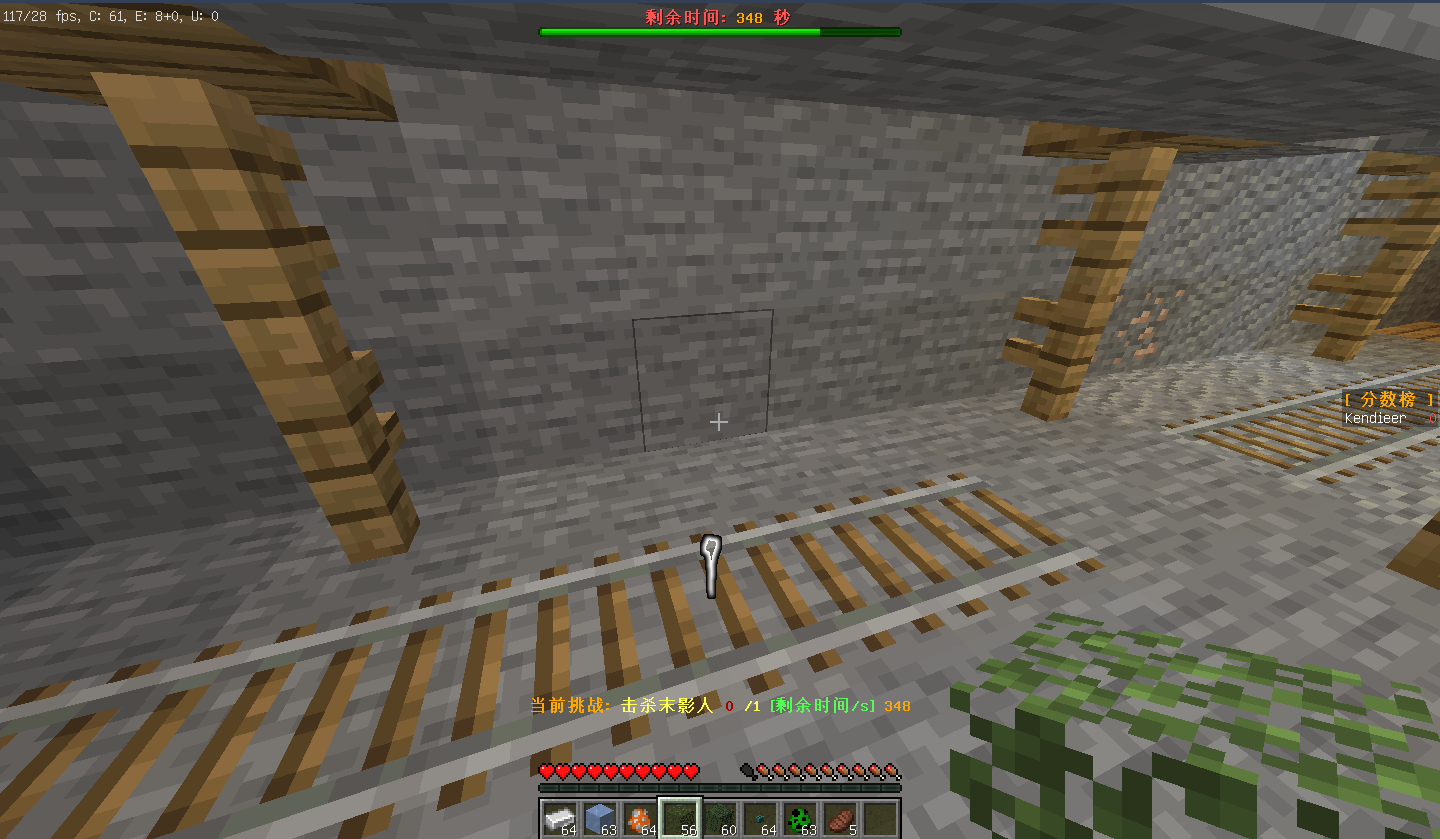 117/28 fps, C: 61, E: 8+0, U: 0
剩余时间: 348 秒
[ 分数榜 ]
Kendieer 0
当前挑战: 击杀末影人 0 /1 [剩余时间/s] 348
64 63 64 56 60 64 63 5